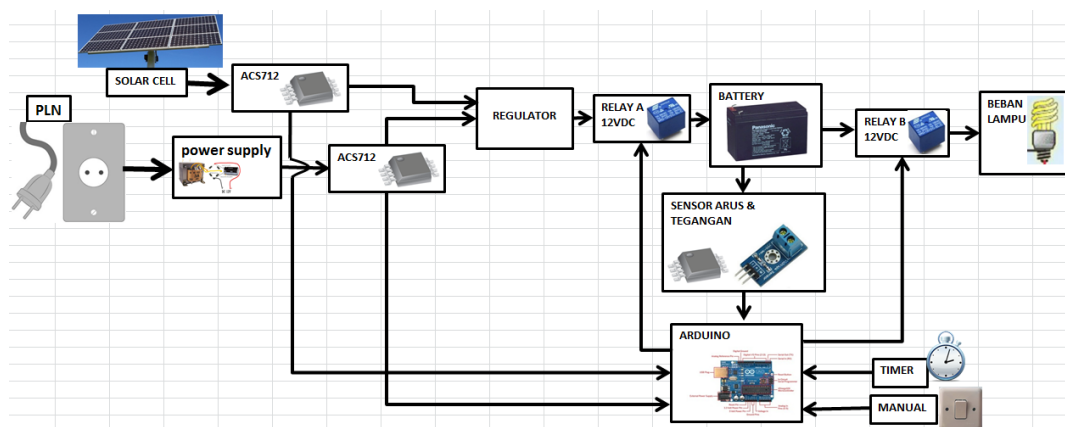 SOLAR CELL
ACS712
PLN
power supply
ACS712
REGULATOR
RELAY A
12VDC
BATTERY
Panasonic
RELAY B
12VDC
BEBAN
LAMPU
SENSOR ARUS &
TEGANGAN
ARDUINO
TIMER
MANUAL